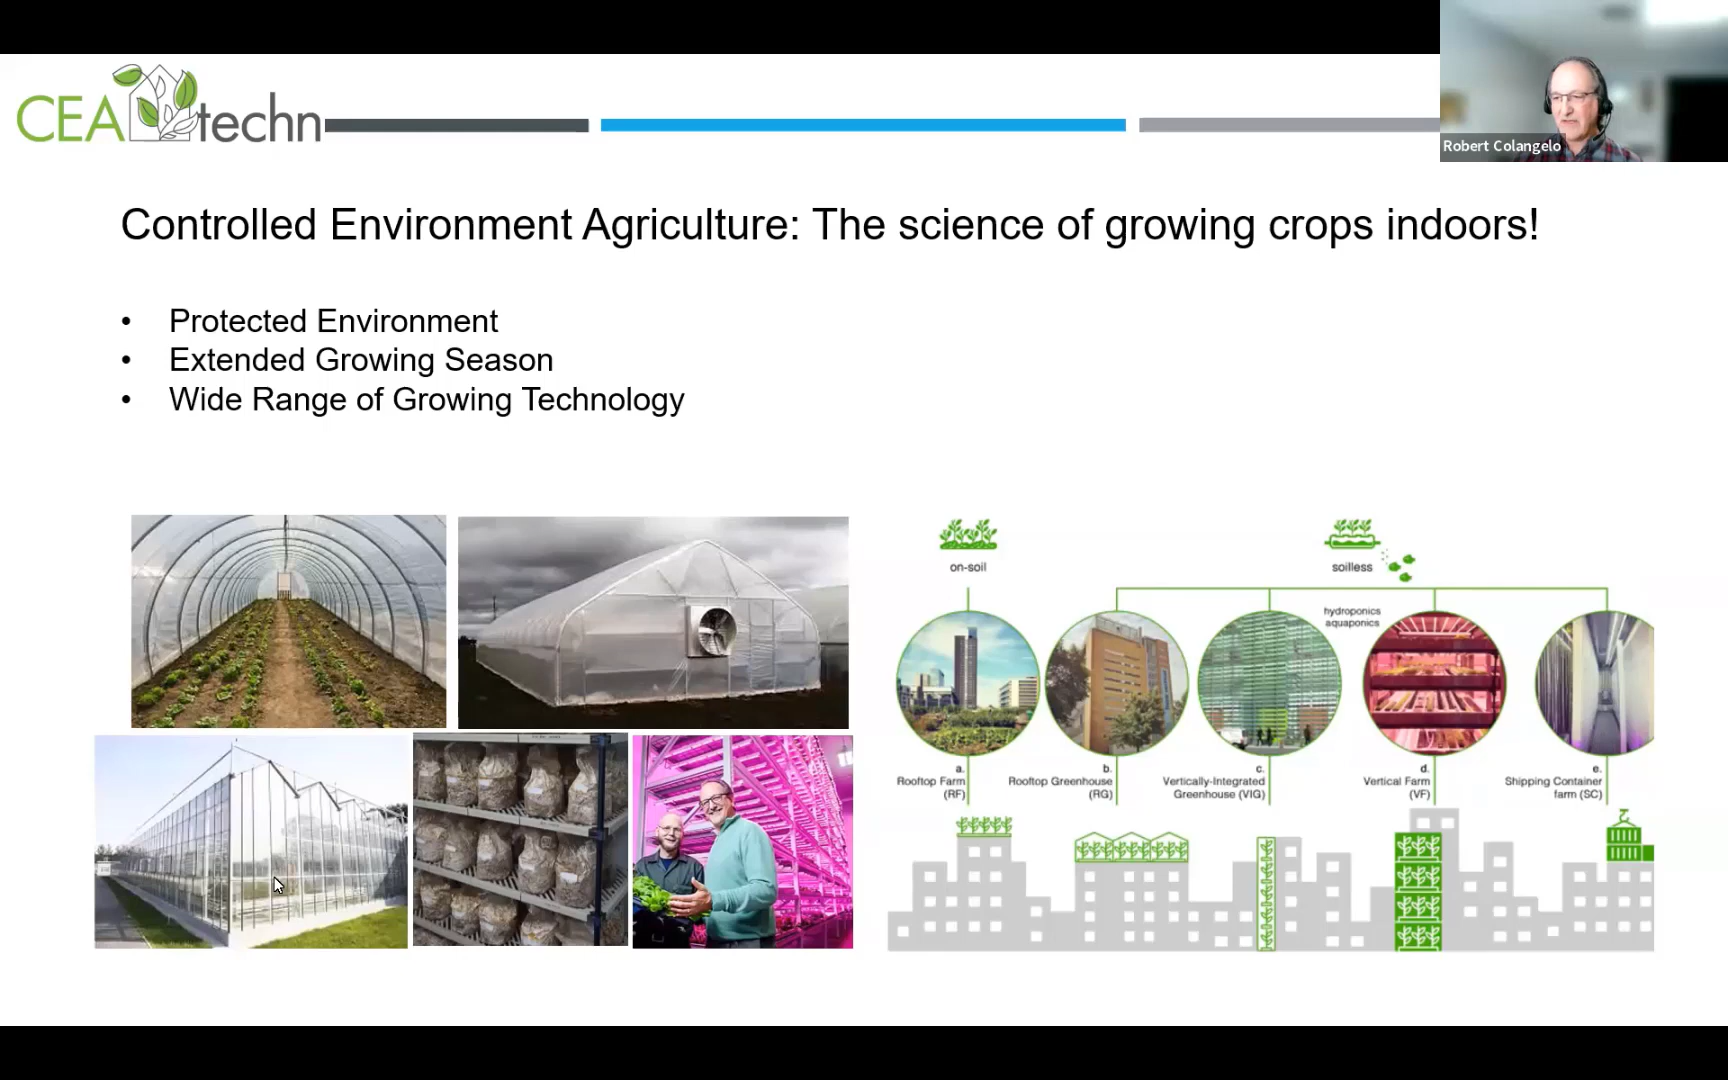 CEA techn
Robert Colangelo
Controlled Environment Agriculture: The science of growing crops indoors!
• Protected Environment
• Extended Growing Season
• Wide Range of Growing Technology
on-soil
soilless
hydroponics
aquaponics
a.
Rooftop Farm
(RF)
b.
Rooftop Greenhouse
(RG)
c.
Vertically-Integrated
Greenhouse (VIG)
d.
Vertical Farm
(VF)
e.
Shipping Container
farm (SC)